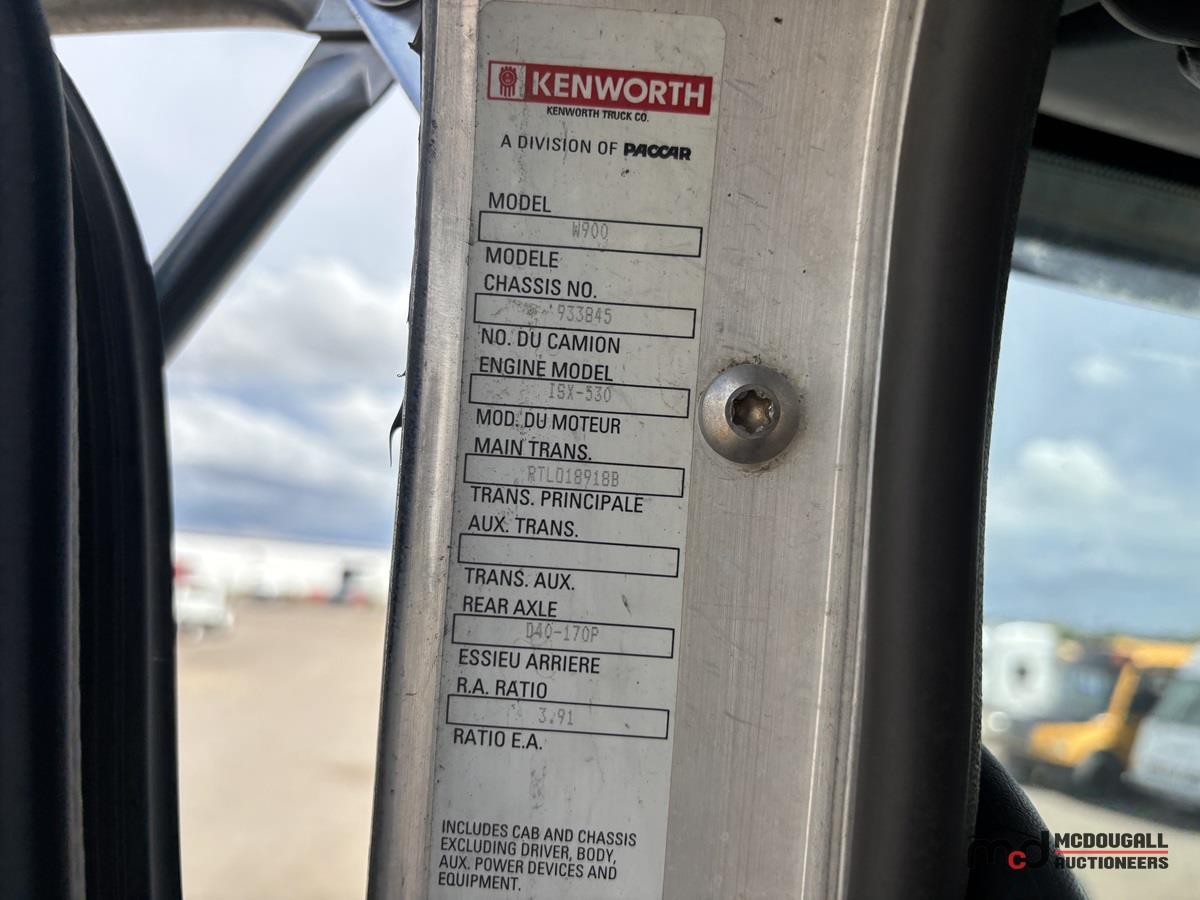 KENWORTH
KENWORTH TRUCK CO.
A DIVISION OF PACCAR
MODEL
W900
MODELE
CHASSIS NO.
933845
NO. DU CAMION
ENGINE MODEL
ISX-530
MOD. DU MOTEUR
MAIN TRANS.
RTLO18918B
TRANS. PRINCIPALE
AUX. TRANS.
TRANS. AUX.
REAR AXLE
D40-170P
ESSIEU ARRIERE
R.A. RATIO
3.91
RATIO E.A.
INCLUDES CAB AND CHASSIS
EXCLUDING DRIVER, BODY,
AUX. POWER DEVICES AND
EQUIPMENT.
mcd MCDOUGALL
AUCTIONEERS